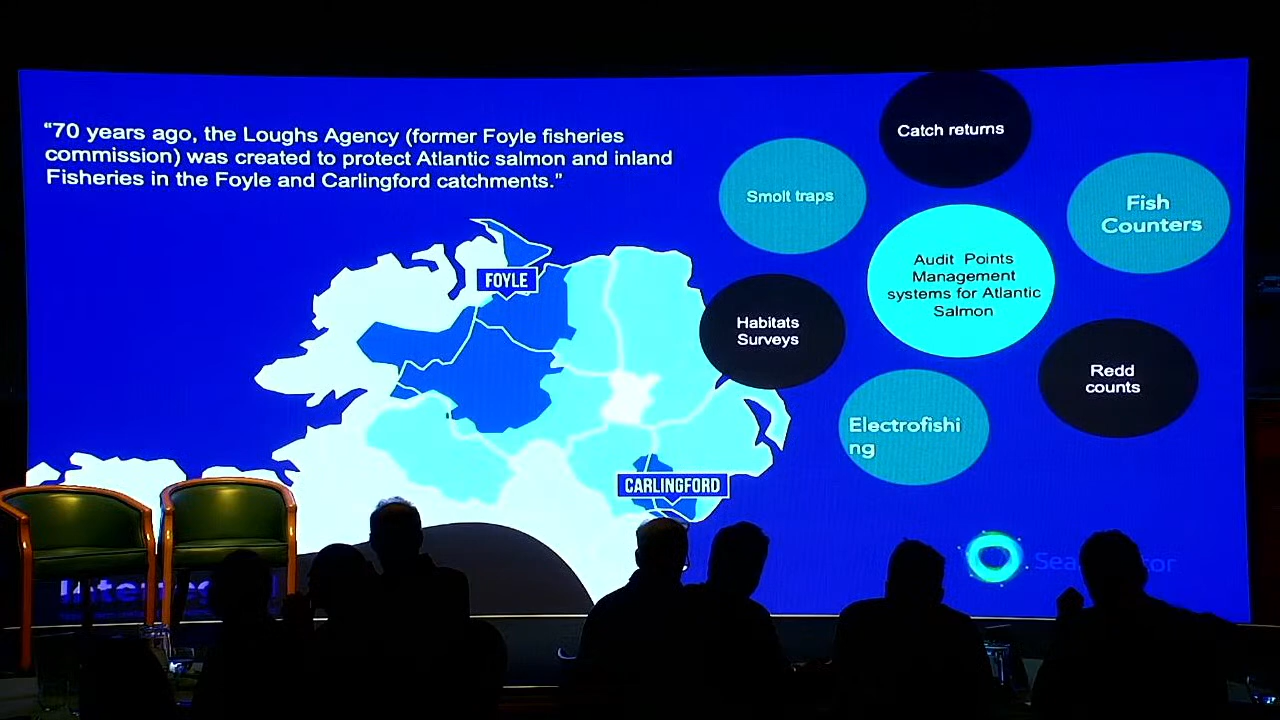 “70 years ago, the Loughs Agency (former Foyle fisheries
commission) was created to protect Atlantic salmon and inland
Fisheries in the Foyle and Carlingford catchments.”
FOYLE
CARLINGFORD
Catch returns
Smolt traps
Fish
Counters
Audit Points
Management
systems for Atlantic
Salmon
Habitats
Surveys
Redd
counts
Electrofishi
ng
Sea